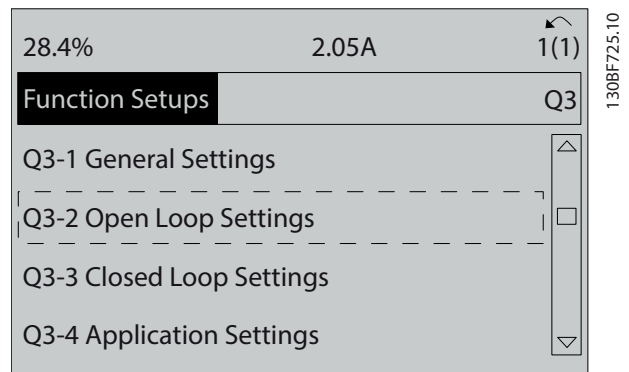 28.4% 2.05A 1(1)
Function Setups Q3
Q3-1 General Settings
Q3-2 Open Loop Settings
Q3-3 Closed Loop Settings
Q3-4 Application Settings
130BF725.10